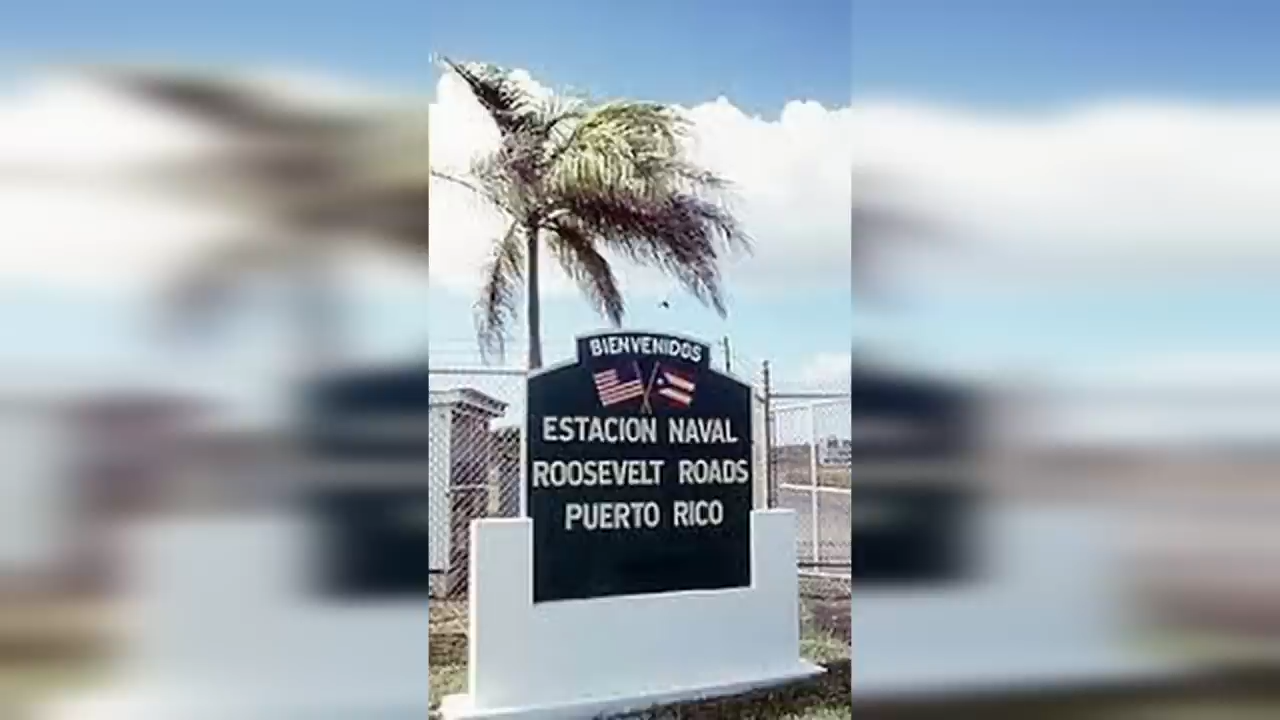 BIENVENIDOS
ESTACION NAVAL
ROOSEVELT ROADS
PUERTO RICO